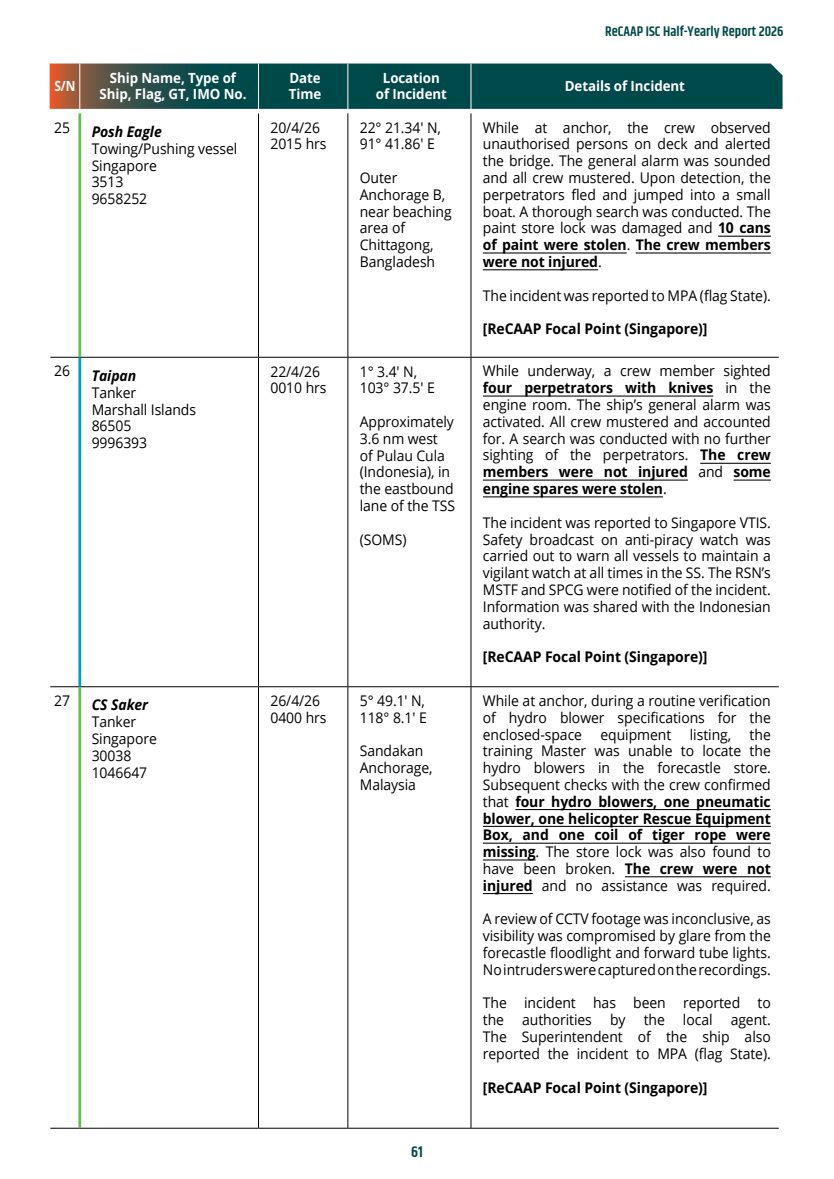 ReCAAP ISC Half-Yearly Report 2026
S/N
Ship Name, Type of
Ship, Flag, GT, IMO No.
Date
Time
Location
of Incident
Details of Incident
25
Posh Eagle
Towing/Pushing vessel
Singapore
3513
9658252
20/4/26
2015 hrs
22° 21.34' N,
91° 41.86' E
Outer
Anchorage B,
near beaching
area of
Chittagong,
Bangladesh
While at anchor, the crew observed
unauthorised persons on deck and alerted
the bridge. The general alarm was sounded
and all crew mustered. Upon detection, the
perpetrators fled and jumped into a small
boat. A thorough search was conducted. The
paint store lock was damaged and 10 cans
of paint were stolen. The crew members
were not injured.
The incident was reported to MPA (flag State).
[ReCAAP Focal Point (Singapore)]
26
Taipan
Tanker
Marshall Islands
86505
9996393
22/4/26
0010 hrs
1° 3.4' N,
103° 37.5' E
Approximately
3.6 nm west
of Pulau Cula
(Indonesia), in
the eastbound
lane of the TSS
(SOMS)
While underway, a crew member sighted
four perpetrators with knives in the
engine room. The ship's general alarm was
activated. All crew mustered and accounted
for. A search was conducted with no further
sighting of the perpetrators. The crew
members were not injured and some
engine spares were stolen.
The incident was reported to Singapore VTIS.
Safety broadcast on anti-piracy watch was
carried out to warn all vessels to maintain a
vigilant watch at all times in the SS. The RSN's
MSTF and SPCG were notified of the incident.
Information was shared with the Indonesian
authority.
[ReCAAP Focal Point (Singapore)]
27
CS Saker
Tanker
Singapore
30038
1046647
26/4/26
0400 hrs
5° 49.1' N,
118° 8.1' E
Sandakan
Anchorage,
Malaysia
While at anchor, during a routine verification
of hydro blower specifications for the
enclosed-space equipment listing, the
training Master was unable to locate the
hydro blowers in the forecastle store.
Subsequent checks with the crew confirmed
that four hydro blowers, one pneumatic
blower, one helicopter Rescue Equipment
Box, and one coil of tiger rope were
missing. The store lock was also found to
have been broken. The crew were not
injured and no assistance was required.
A review of CCTV footage was inconclusive, as
visibility was compromised by glare from the
forecastle floodlight and forward tube lights.
No intruders were captured on the recordings.
The incident has been reported to
the authorities by the local agent.
The Superintendent of the ship also
reported the incident to MPA (flag State).
[ReCAAP Focal Point (Singapore)]
61